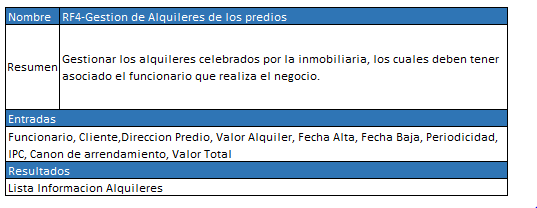 Nombre RF4-Gestion de Alquileres de los predios
Resumen Gestionar los alquileres celebrados por la inmobiliaria, los cuales deben tener
asociado el funcionario que realiza el negocio.
Entradas
Funcionario, Cliente,Direccion Predio, Valor Alquiler, Fecha Alta, Fecha Baja, Periodicidad,
IPC, Canon de arrendamiento, Valor Total
Resultados
Lista Informacion Alquileres
.